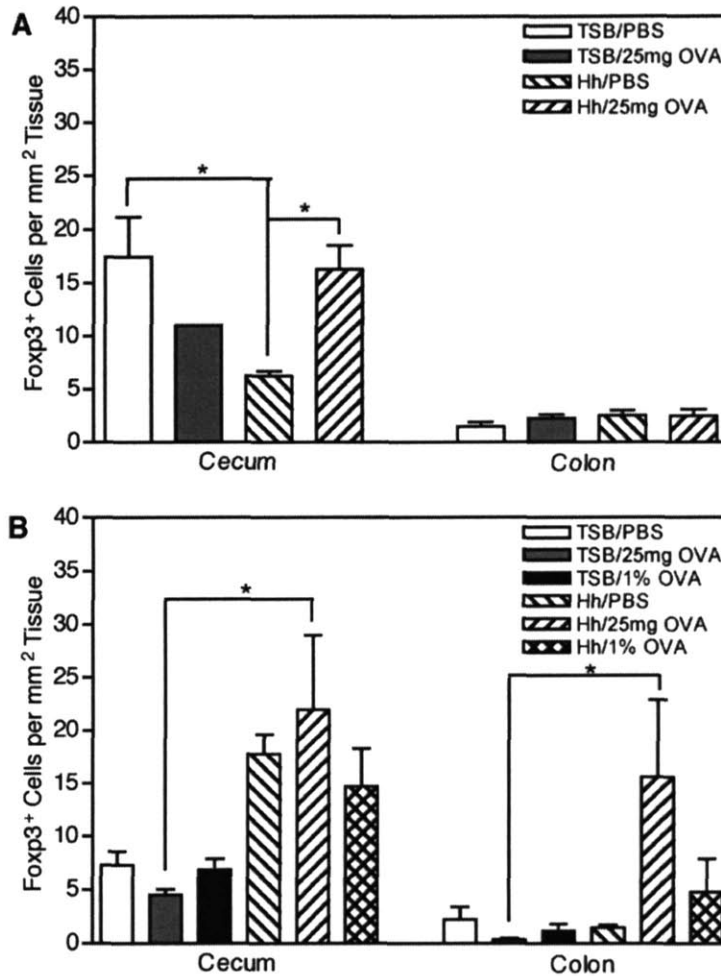 A
40
35
30
25
20
15
10
5
0
Foxp3+ Cells per mm2 Tissue
TSB/PBS
TSB/25mg OVA
Hh/PBS
Hh/25mg OVA
*
*
Cecum
Colon
B
40
35
30
25
20
15
10
5
0
Foxp3+ Cells per mm2 Tissue
TSB/PBS
TSB/25mg OVA
TSB/1% OVA
Hh/PBS
Hh/25mg OVA
Hh/1% OVA
*
*
Cecum
Colon